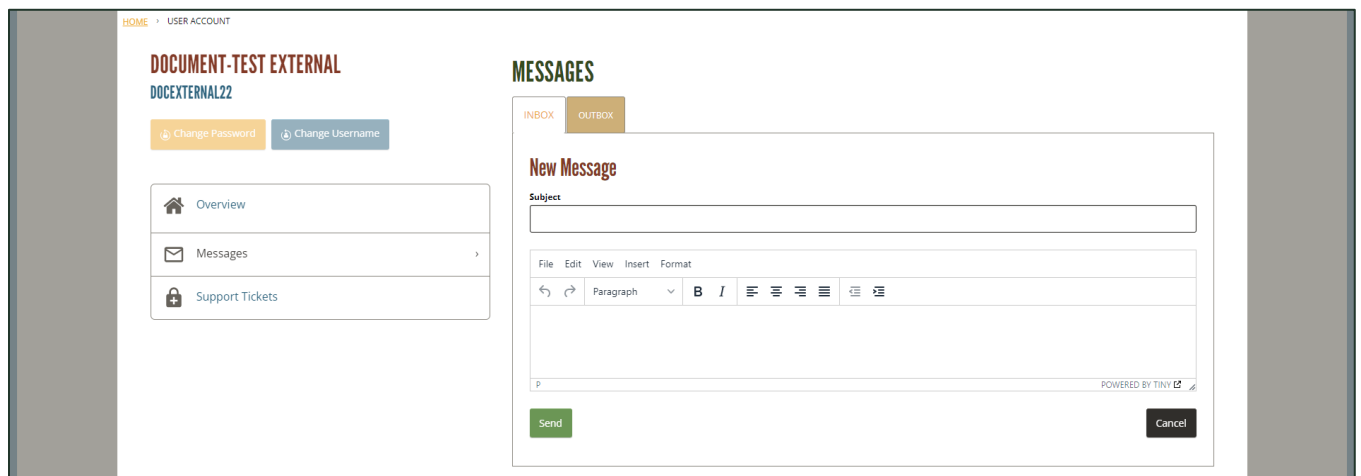 HOME › USER ACCOUNT
DOCUMENT-TEST EXTERNAL
DOCEXTERNAL22
Change Password Change Username
Overview
Messages ›
Support Tickets
MESSAGES
INBOX OUTBOX
New Message
Subject
File Edit View Insert Format
Paragraph B I
P POWERED BY TINY
Send Cancel